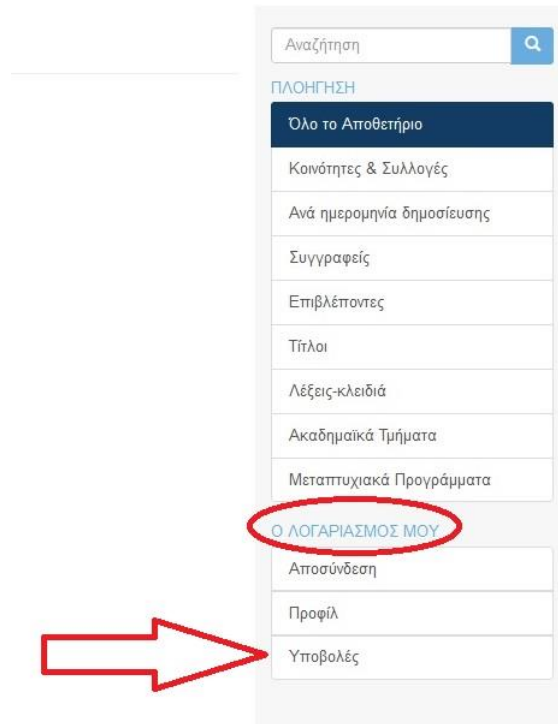 Αναζήτηση
ΠΛΟΗΓΗΣΗ
Όλο το Αποθετήριο
Κοινότητες & Συλλογές
Ανά ημερομηνία δημοσίευσης
Συγγραφείς
Επιβλέποντες
Τίτλοι
Λέξεις-κλειδιά
Ακαδημαϊκά Τμήματα
Μεταπτυχιακά Προγράμματα
Ο ΛΟΓΑΡΙΑΣΜΟΣ ΜΟΥ
Αποσύνδεση
Προφίλ
Υποβολές